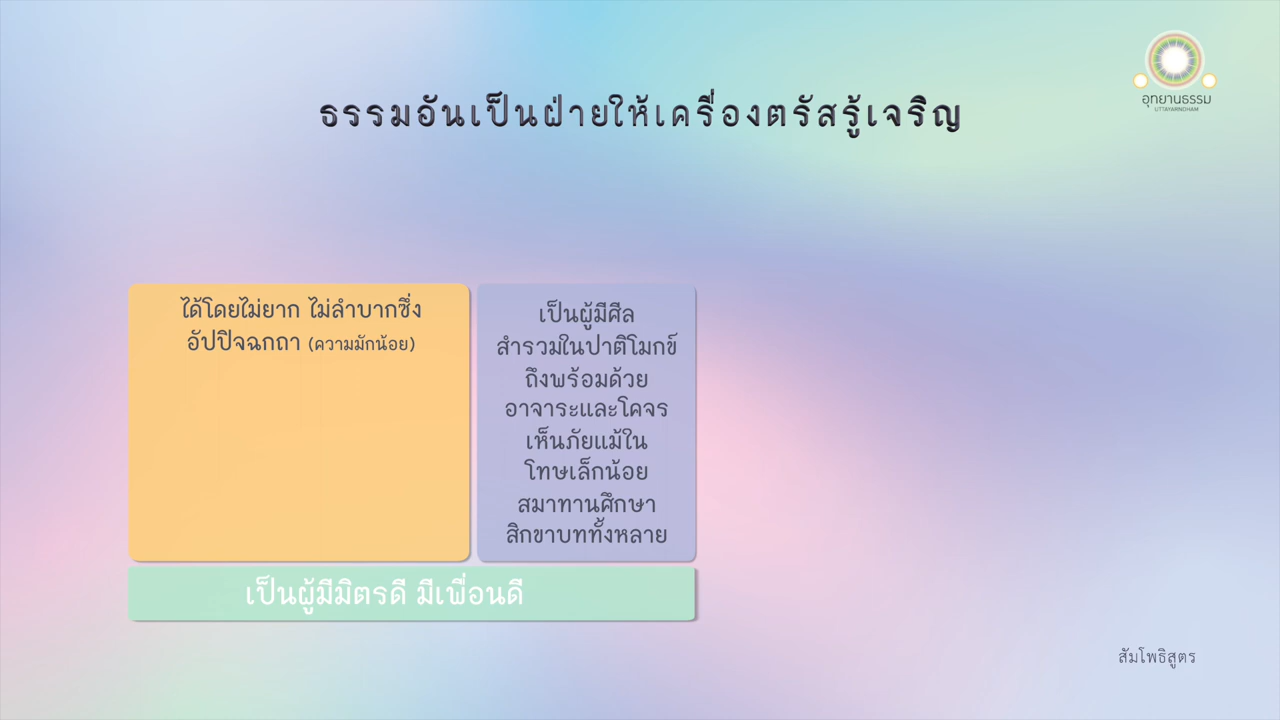 อุทยานธรรม
UTTAYARNDHAM
ธรรมอันเป็นฝ่ายให้เครื่องตรัสรู้เจริญ
ได้โดยไม่ยาก ไม่ลำบากซึ่ง
อัปปิจฉกถา (ความมักน้อย)
เป็นผู้มีศีล
สำรวมในปาติโมกข์
ถึงพร้อมด้วย
อาจาระและโคจร
เห็นภัยแม้ใน
โทษเล็กน้อย
สมาทานศึกษา
สิกขาบททั้งหลาย
เป็นผู้มีมิตรดี มีเพื่อนดี
สัมโพธิสูตร